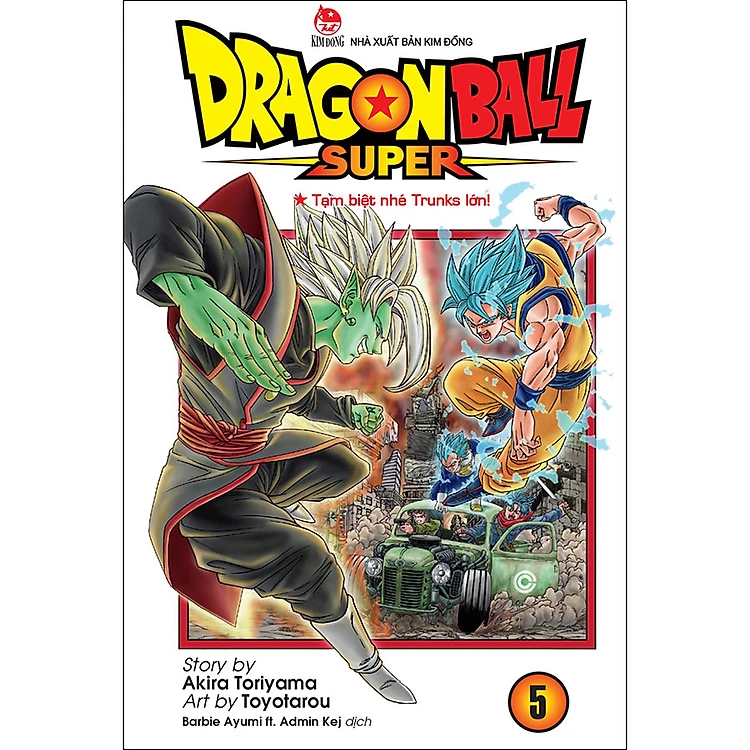 KIM ĐỒNG
NHÀ XUẤT BẢN KIM ĐỒNG
DRAGON BALL
SUPER
★ Tạm biệt nhé Trunks lớn!
Story by
Akira Toriyama
Art by Toyotarou
Barbie Ayumi ft. Admin Kej dịch
5